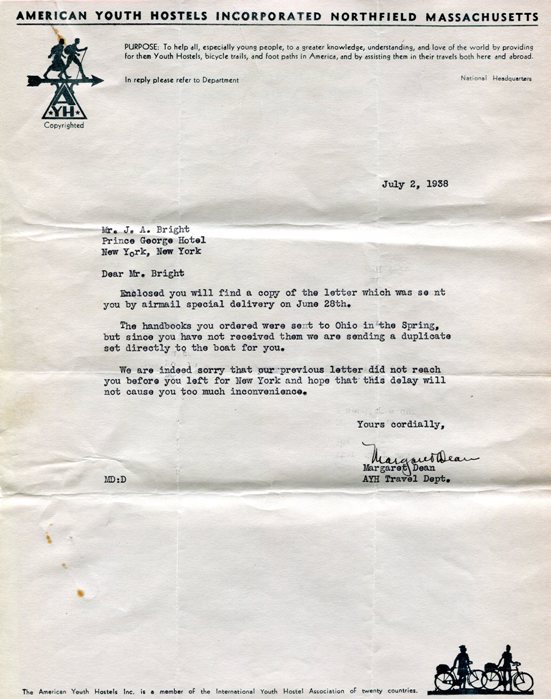 AMERICAN YOUTH HOSTELS INCORPORATED NORTHFIELD MASSACHUSETTS
PURPOSE: To help all, especially young people, to a greater knowledge, understanding, and love of the world by providing
for them Youth Hostels, bicycle trails, and foot paths in America, and by assisting them in their travels both here and abroad.
In reply please refer to Department
National Headquarters
AYH
Copyrighted
July 2, 1938
Mr. J. A. Bright
Prince George Hotel
New York, New York
Dear Mr. Bright
Enclosed you will find a copy of the letter which was sent
you by airmail special delivery on June 28th.
The handbooks you ordered were sent to Ohio in the Spring,
but since you have not received them we are sending a duplicate
set directly to the boat for you.
We are indeed sorry that our previous letter did not reach
you before you left for New York and hope that this delay will
not cause you too much inconvenience.
Yours cordially,
Margaret Dean
Margaret Dean
MD:D
AYH Travel Dept.
The American Youth Hostels Inc. is a member of the International Youth Hostel Association of twenty countries.